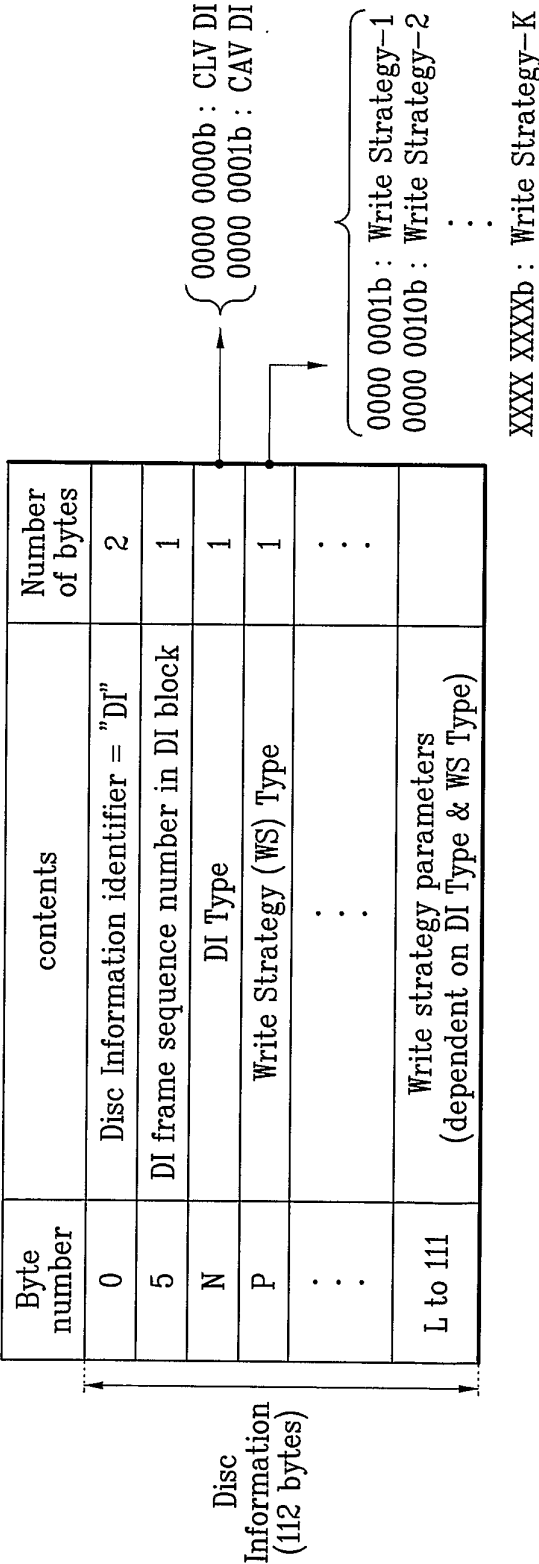 Disc
Information
(112 bytes)
Byte
number
contents
Number
of bytes
0
Disc Information identifier = "DI"
2
5
DI frame sequence number in DI block
1
N
DI Type
1
P
Write Strategy (WS) Type
1
. . .
. . .
. . .
L to 111
Write strategy parameters
(dependent on DI Type & WS Type)
0000 0000b : CLV DI
0000 0001b : CAV DI
0000 0001b : Write Strategy-1
0000 0010b : Write Strategy-2
. . .
XXXX XXXXb : Write Strategy-K